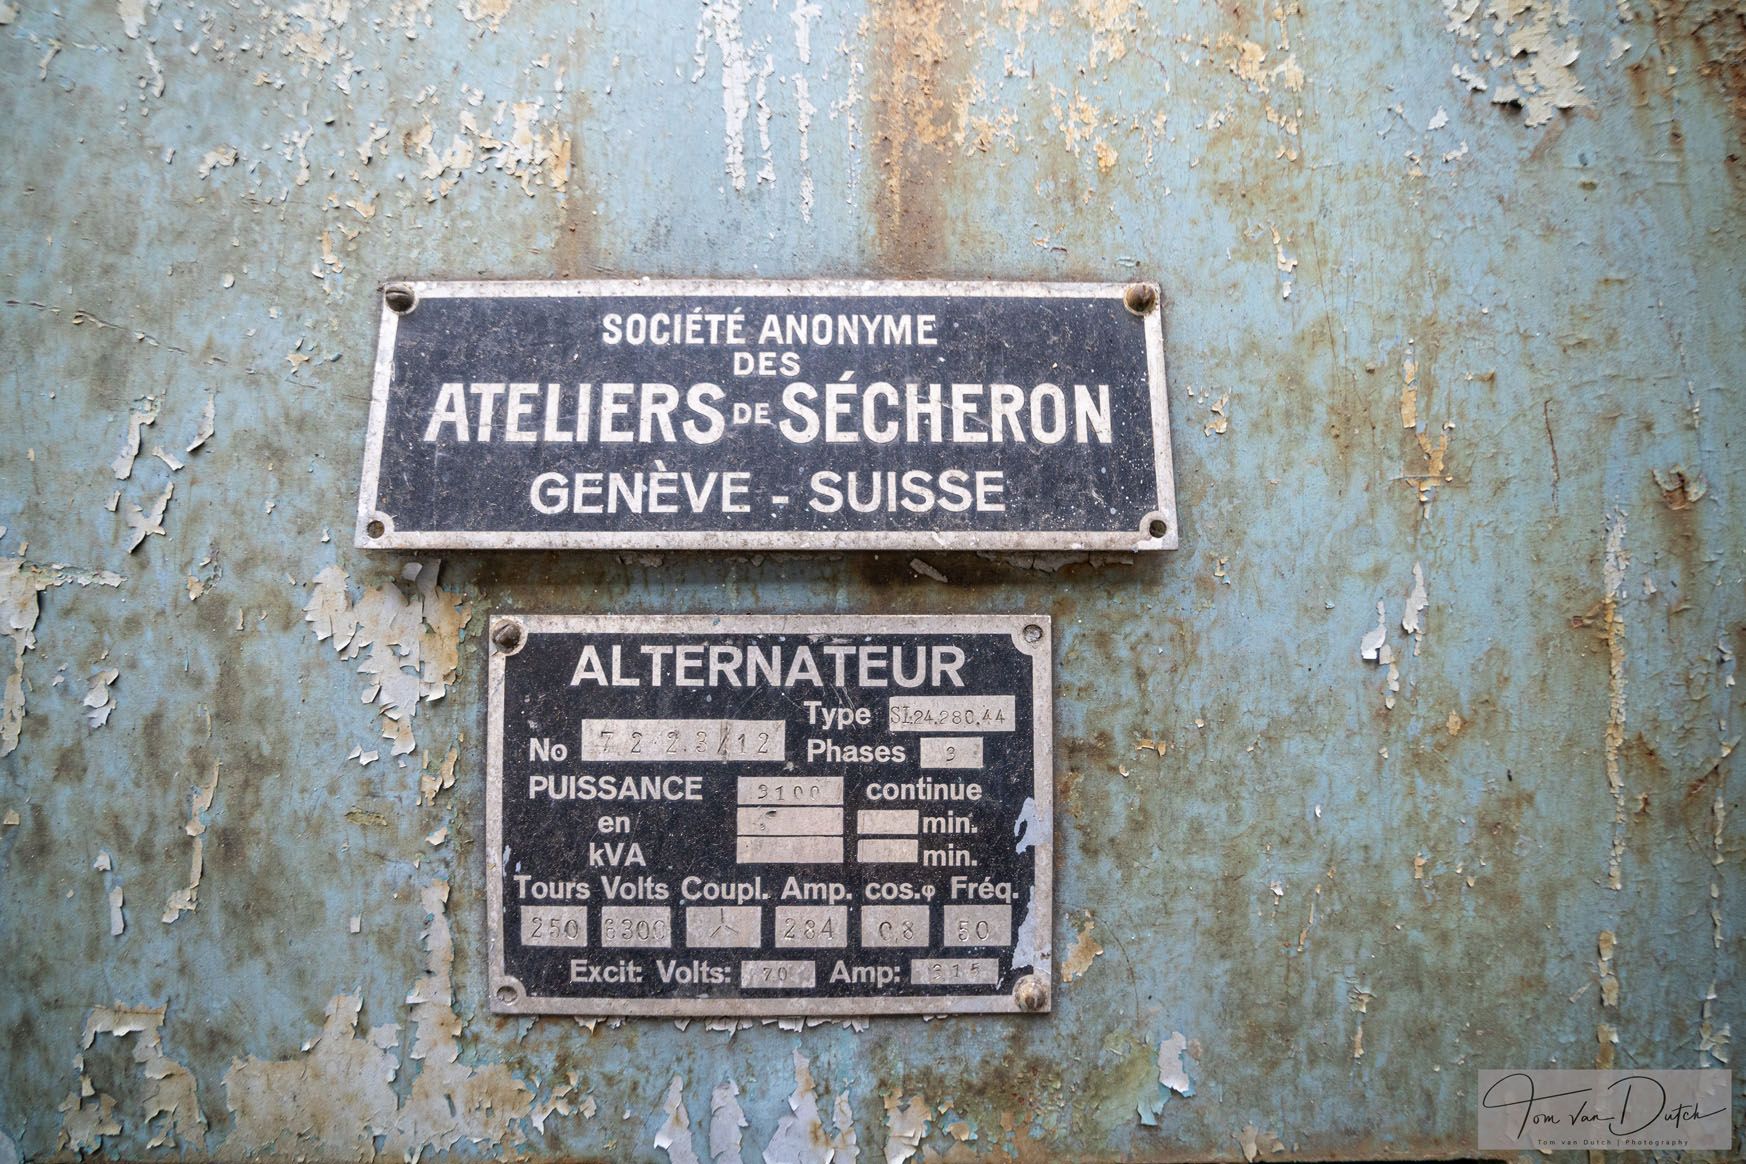 SOCIÉTÉ ANONYME
DES
ATELIERS DE SÉCHERON
GENÈVE - SUISSE
ALTERNATEUR
Type SI.24.280.44
No 7223/12 Phases 3
PUISSANCE 3100 continue
en min.
kVA min.
Tours Volts Coupl. Amp. cos.φ Fréq.
250 6300 284 0,8 50
Excit: Volts: 70 Amp: 315
Tom van Dutch
Tom van Dutch | Photography